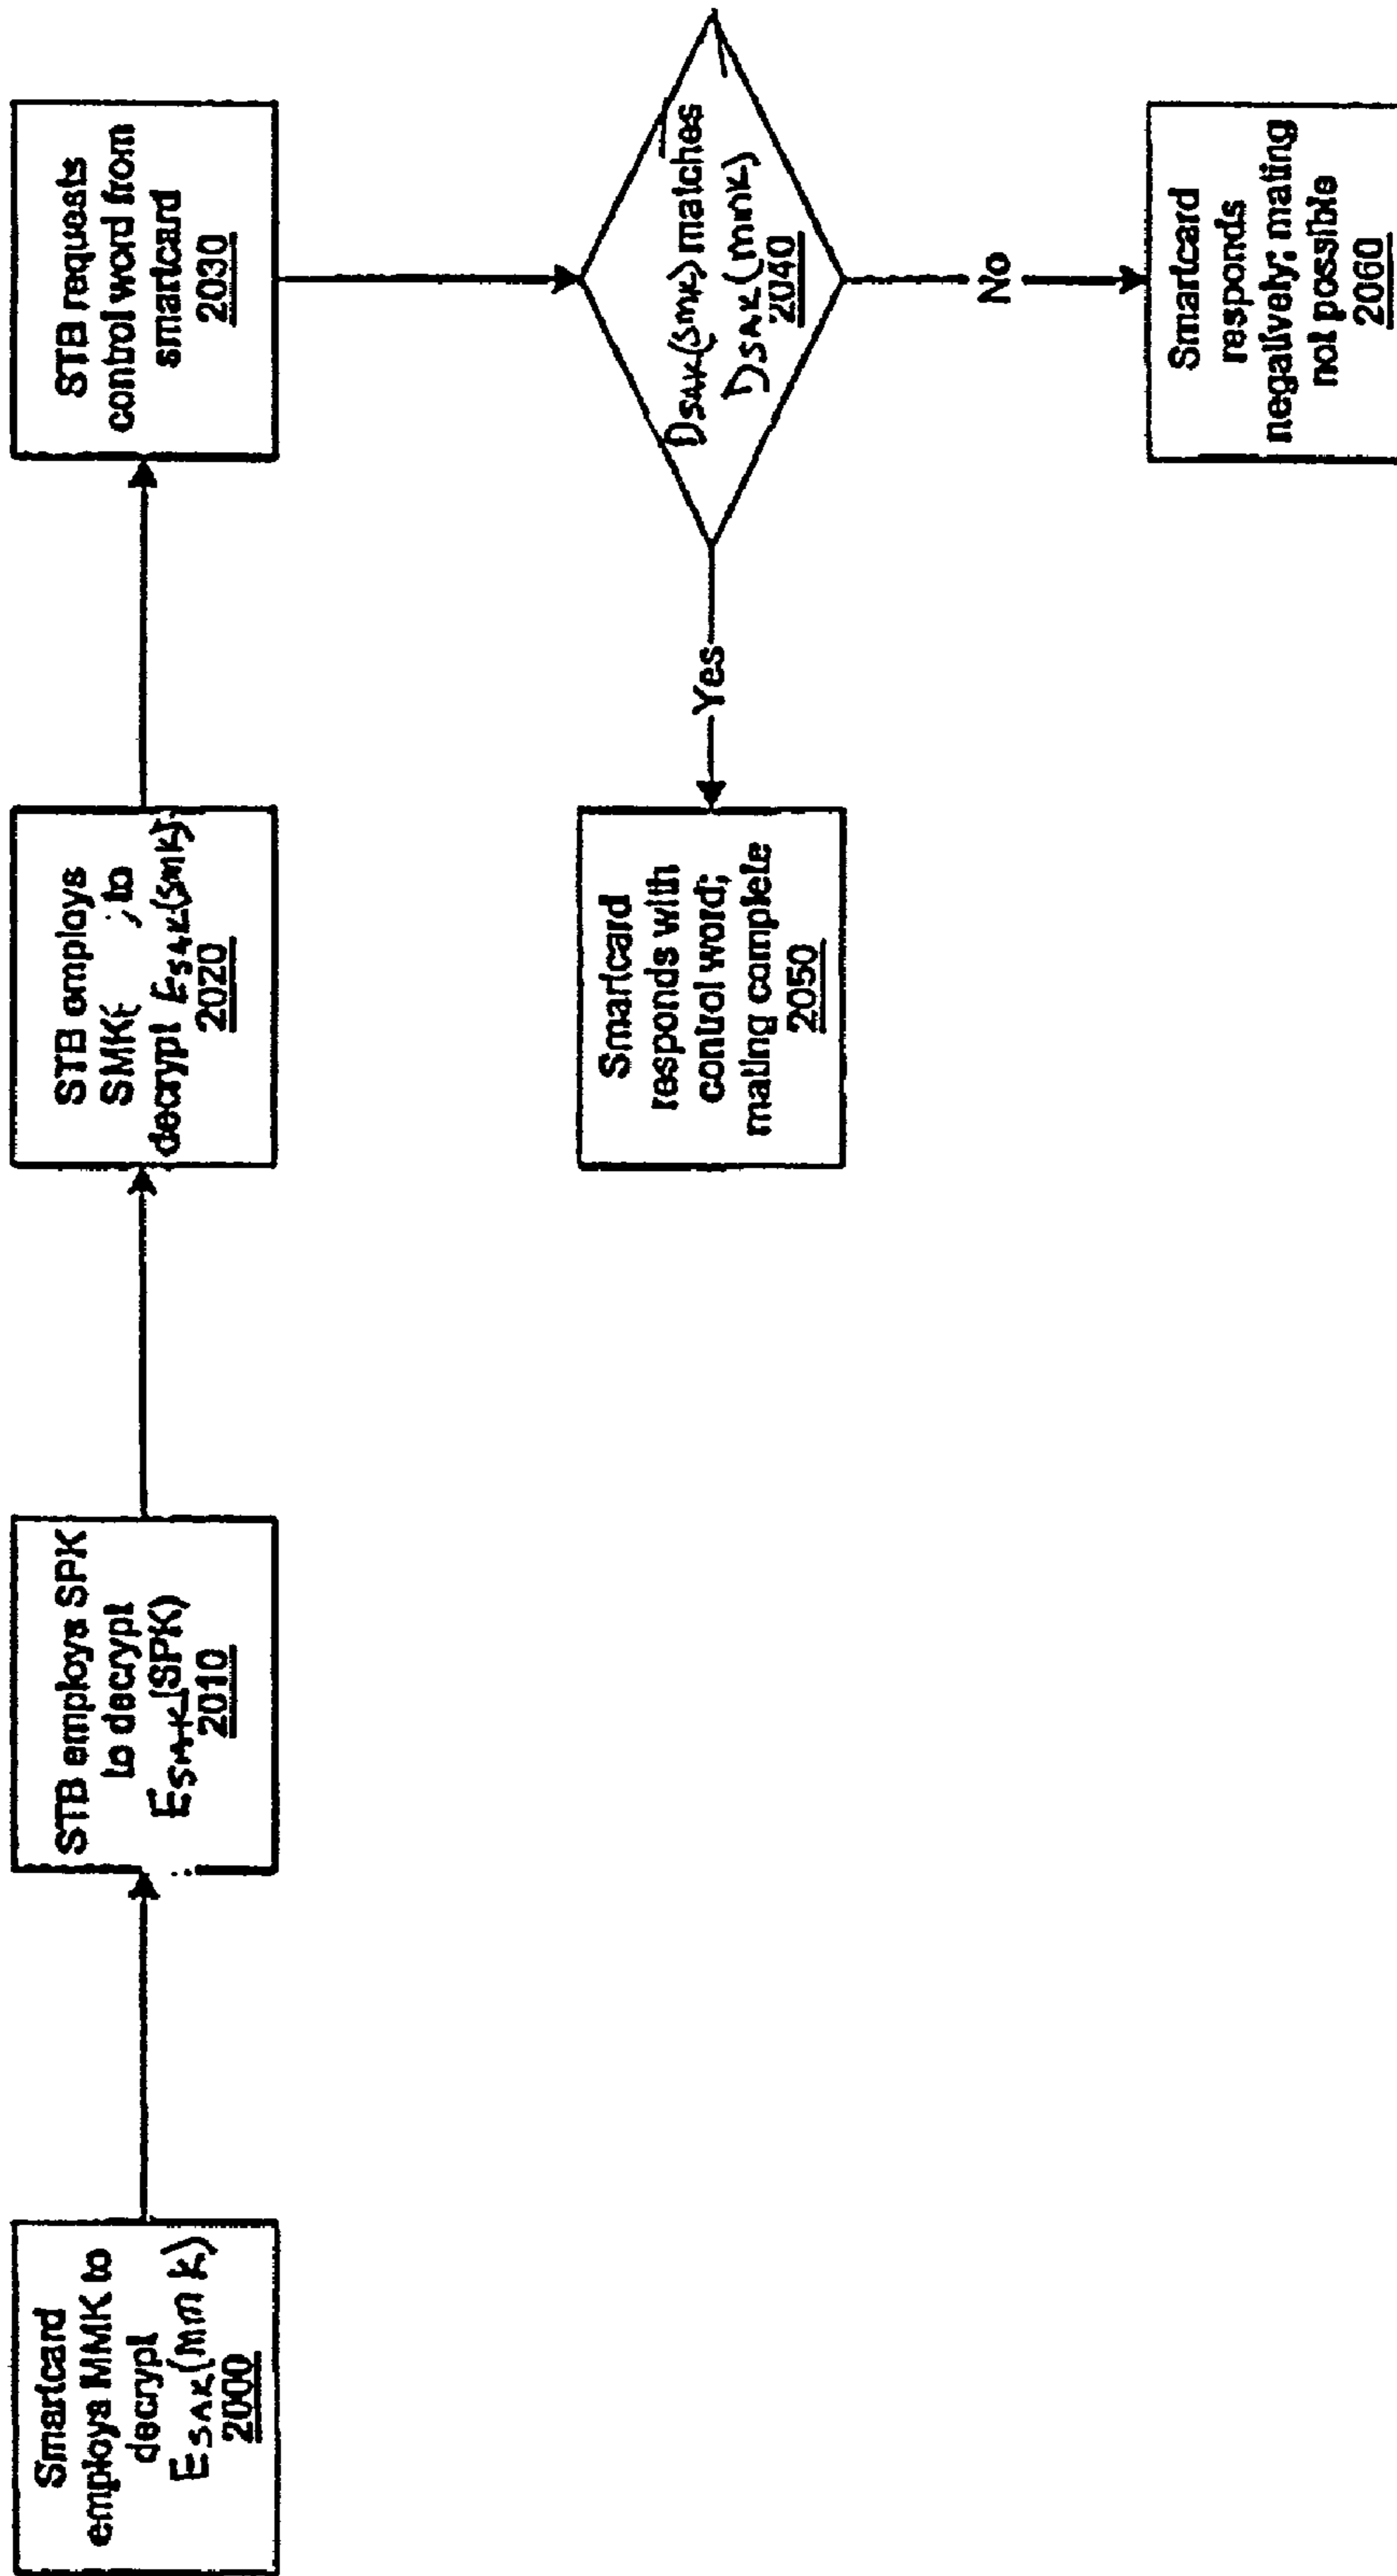 Smartcard
employs MMK to
decrypt
ESAK(MMK)
2000
STB employs SPK
to decrypt
ESMK(SPK)
2010
STB employs
SMK to
decrypt ESAK(SMK)
2020
STB requests
control word from
smartcard
2030
DSAK(SMK) matches
DSAK(MMK)
2040
Yes
Smartcard
responds with
control word;
mating complete
2050
No
Smartcard
responds
negatively; mating
not possible
2060